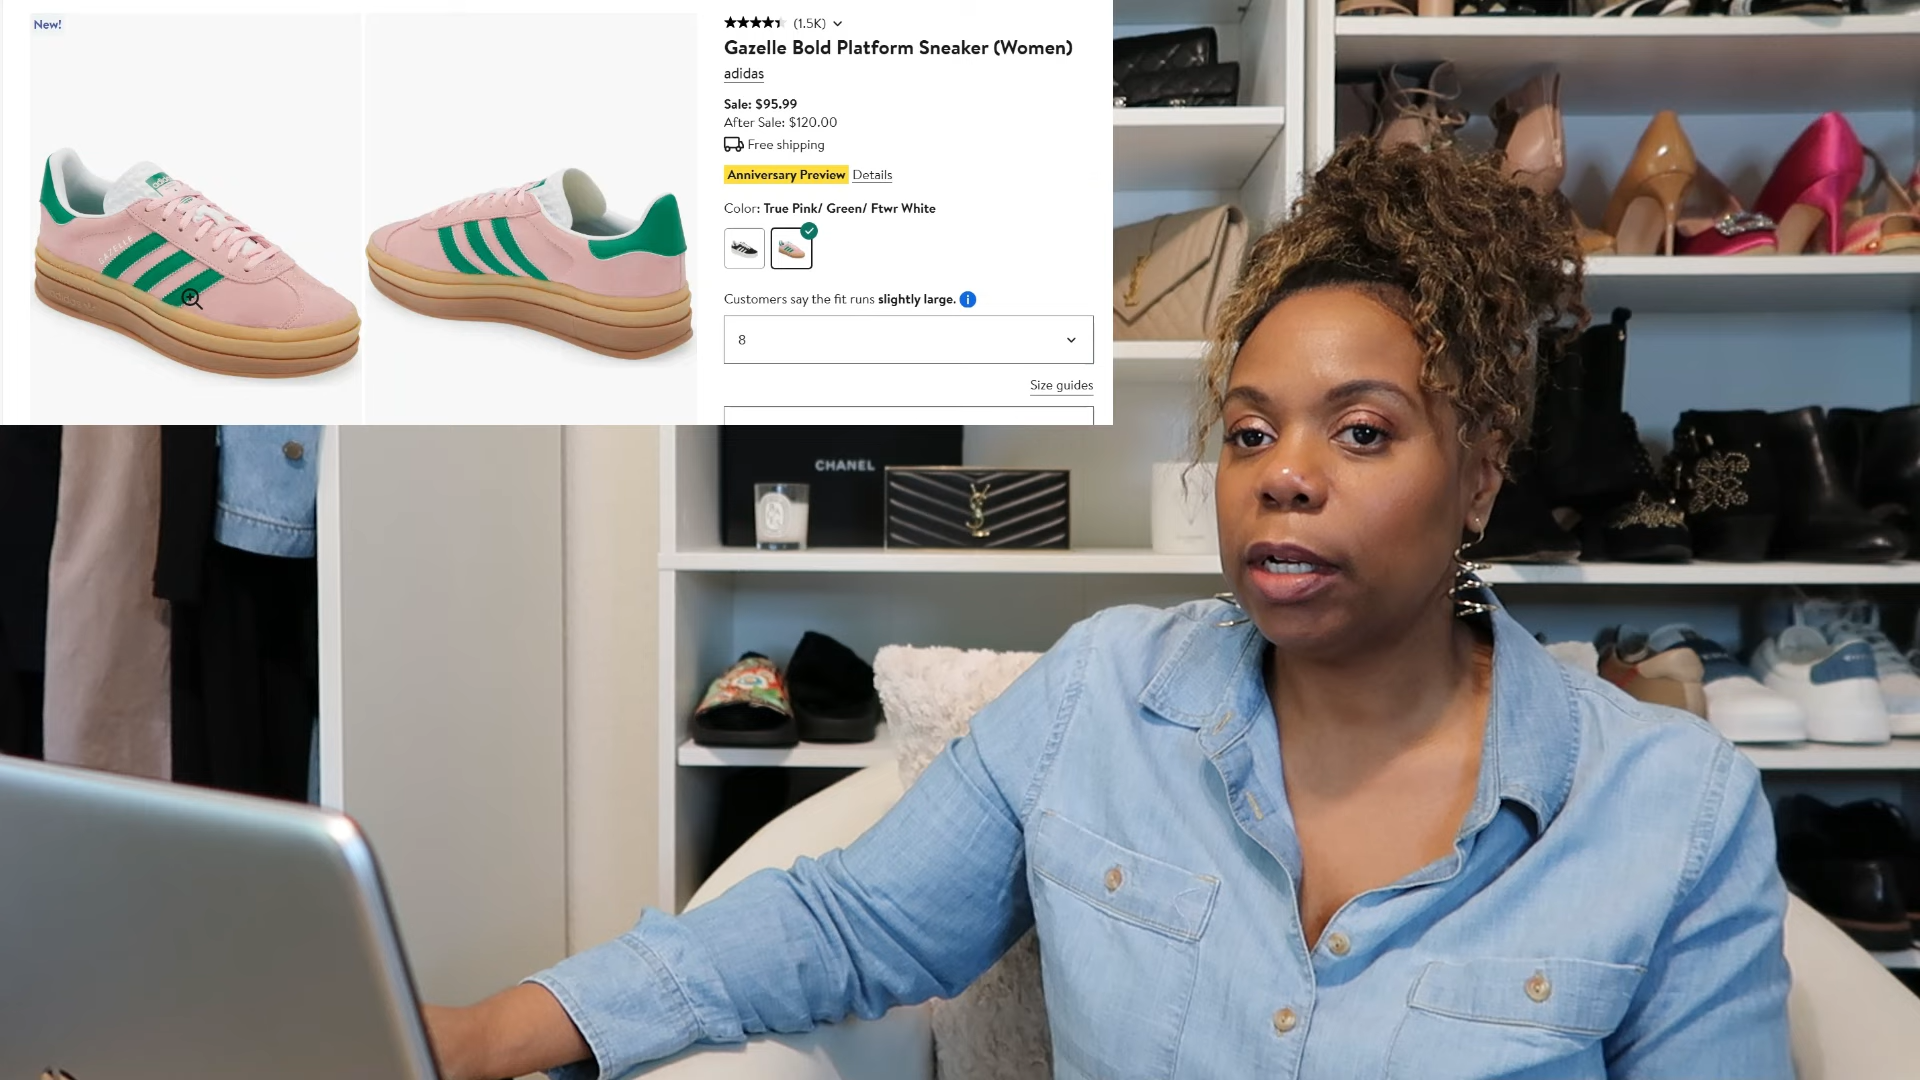 New!
(1.5K)
Gazelle Bold Platform Sneaker (Women)
adidas
Sale: $95.99
After Sale: $120.00
Free shipping
Anniversary Preview Details
Color: True Pink/ Green/ Ftwr White
Customers say the fit runs slightly large.
8
Size guides
CHANEL